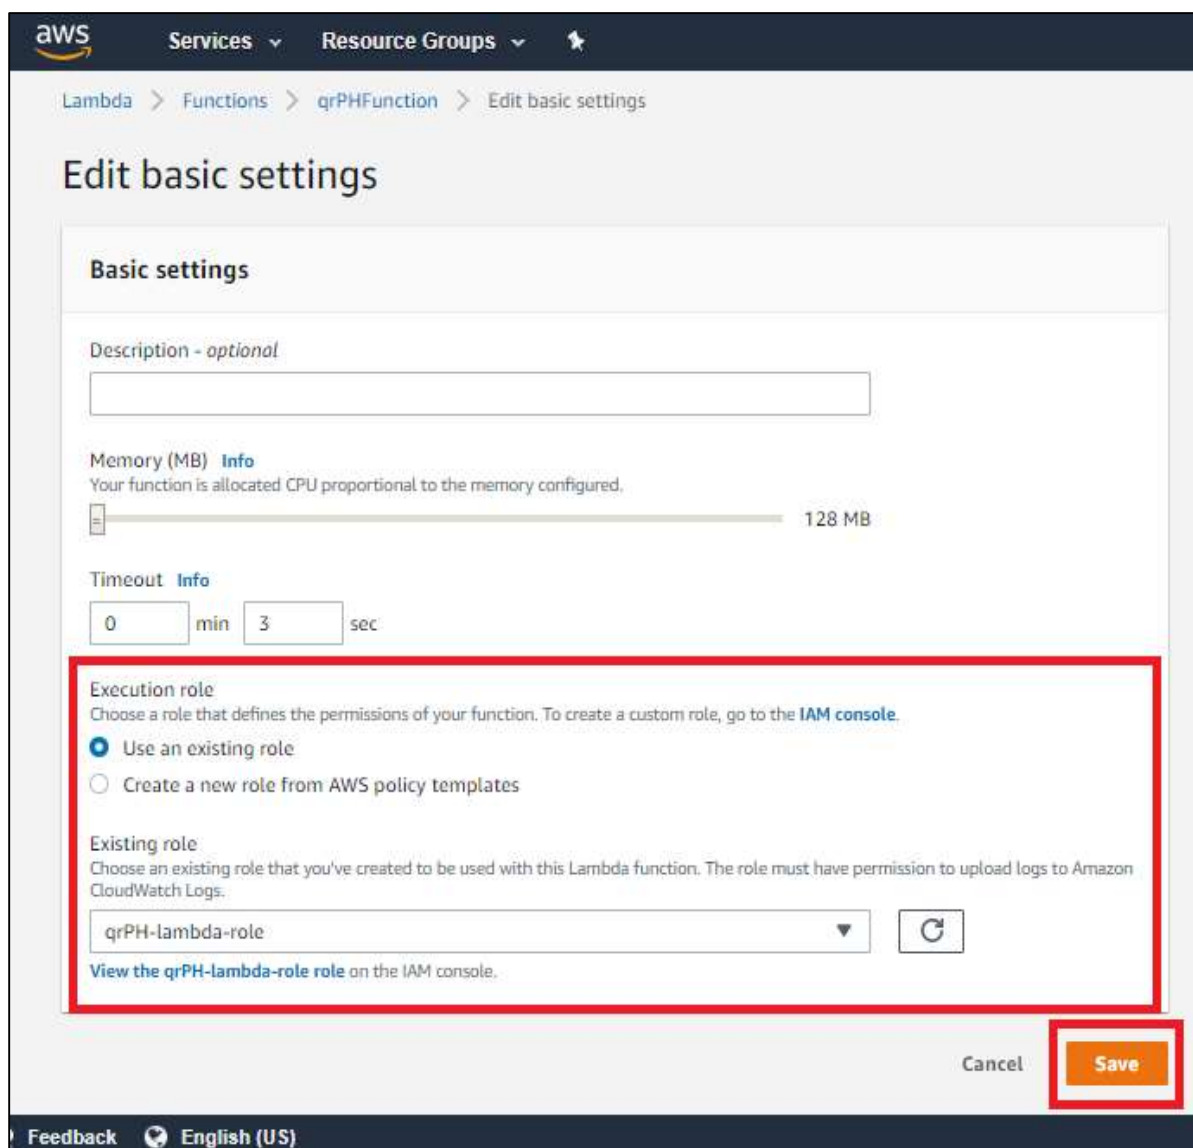 aws Services Resource Groups
Lambda > Functions > qrPHFunction > Edit basic settings
Edit basic settings
Basic settings
Description - optional
Memory (MB) Info
Your function is allocated CPU proportional to the memory configured.
128 MB
Timeout Info
0 min 3 sec
Execution role
Choose a role that defines the permissions of your function. To create a custom role, go to the IAM console.
Use an existing role
Create a new role from AWS policy templates
Existing role
Choose an existing role that you've created to be used with this Lambda function. The role must have permission to upload logs to Amazon
CloudWatch Logs.
qrPH-lambda-role
View the qrPH-lambda-role role on the IAM console.
Cancel Save
Feedback English (US)